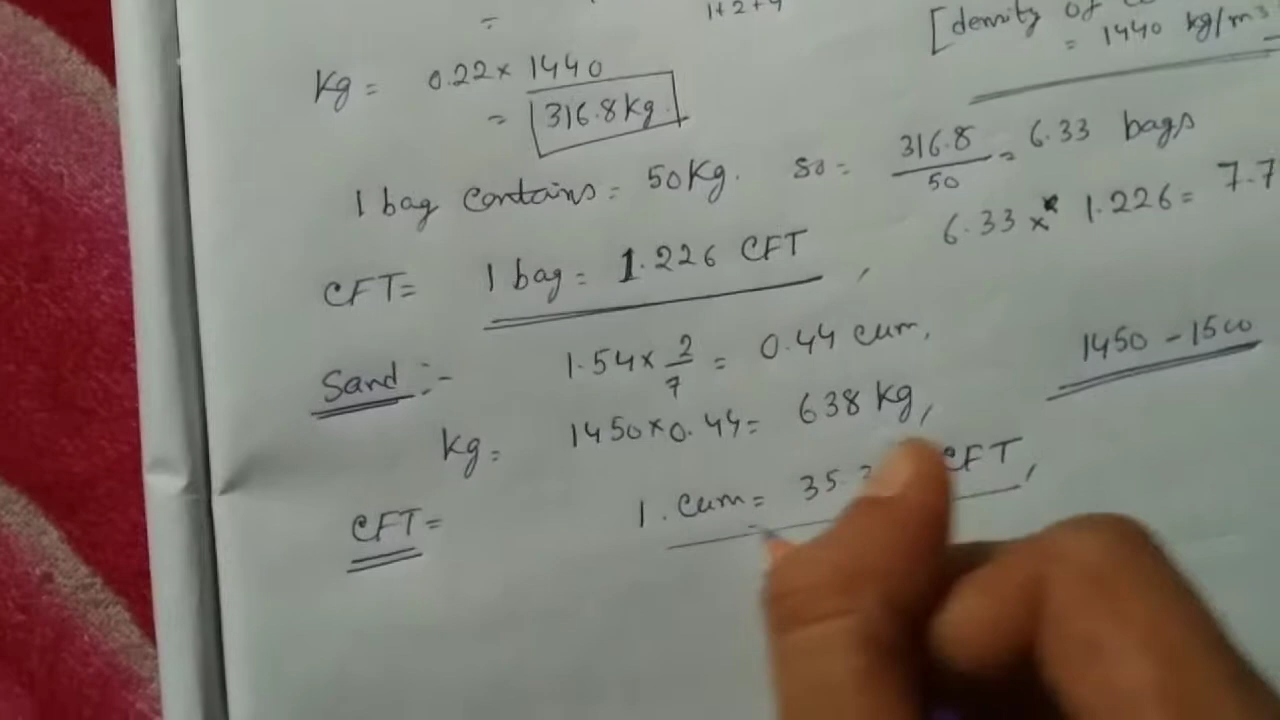 ÷ 1+2+4
[density of
Kg = 0.22 × 1440 = 1440 kg/m³
= 316.8 kg.
1 bag contains = 50 Kg. so = 316.8/50 = 6.33 bags
6.33 × 1.226 = 7.7
CFT = 1 bag = 1.226 CFT,
Sand :- 1.54 × 2/7 = 0.44 cum, 1450 - 1500
Kg = 1450 × 0.44 = 638 kg,
CFT = 1. Cum = 35. CFT,